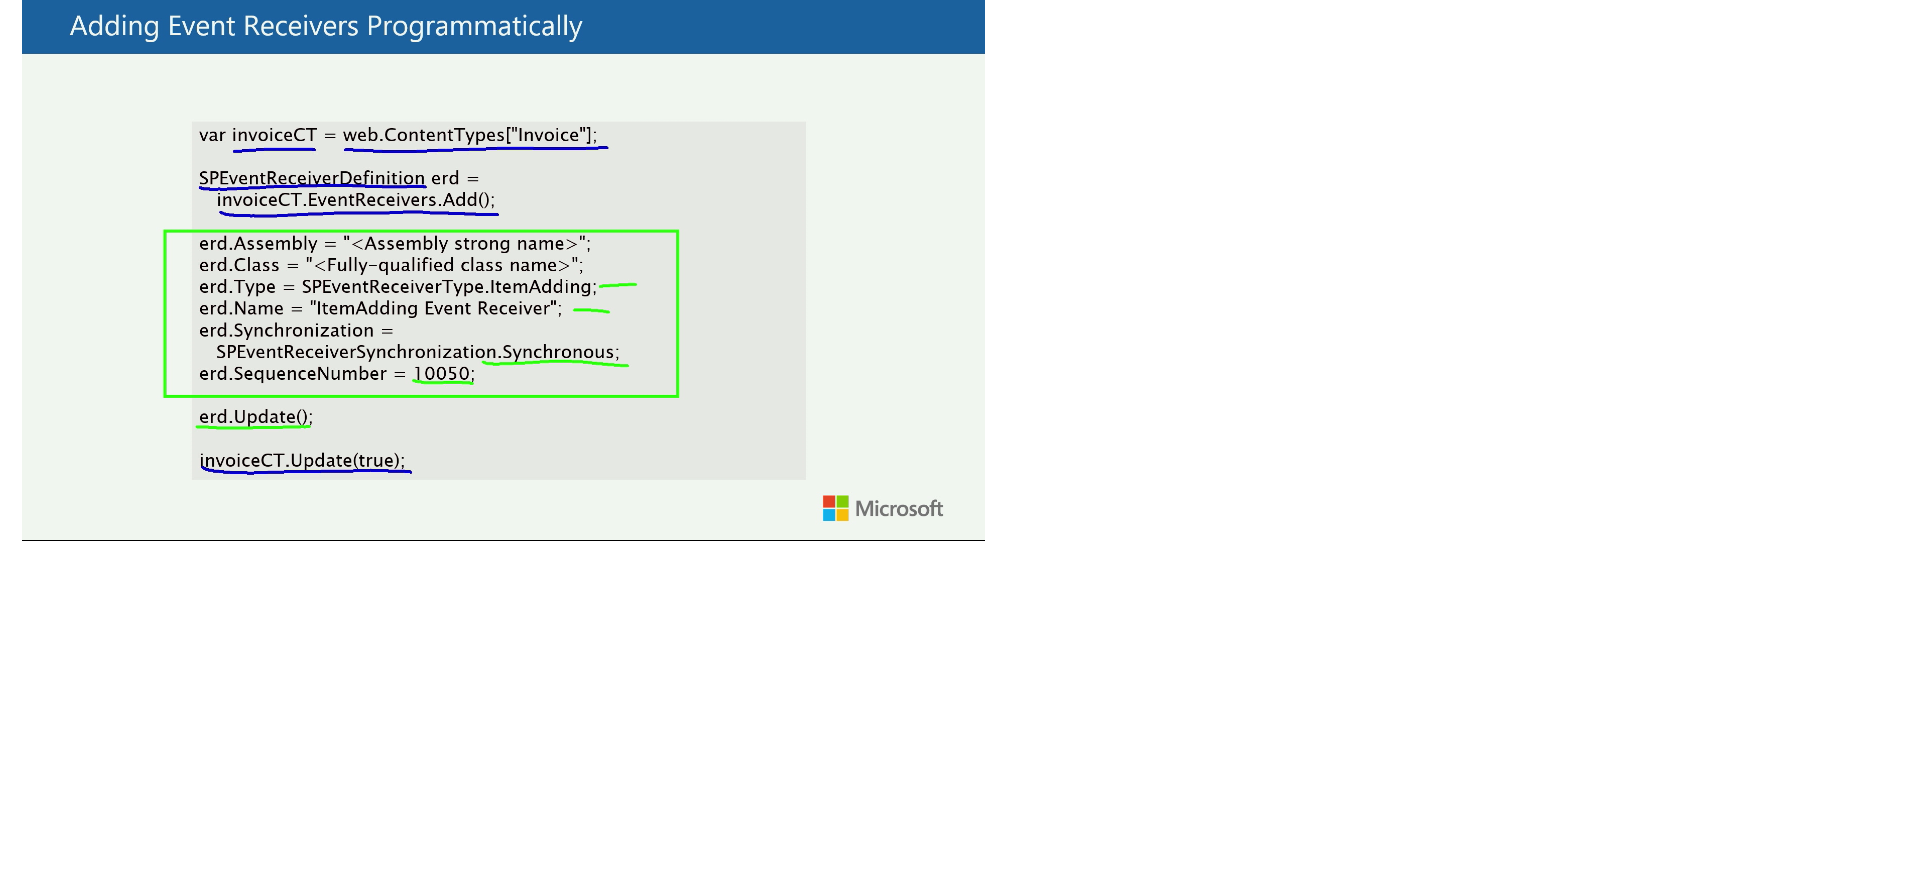 Adding Event Receivers Programmatically
var invoiceCT = web.ContentTypes["Invoice"];
SPEventReceiverDefinition erd =
invoiceCT.EventReceivers.Add();
erd.Assembly = "<Assembly strong name>";
erd.Class = "<Fully-qualified class name>";
erd.Type = SPEventReceiverType.ItemAdding;
erd.Name = "ItemAdding Event Receiver";
erd.Synchronization =
SPEventReceiverSynchronization.Synchronous;
erd.SequenceNumber = 10050;
erd.Update();
invoiceCT.Update(true);
Microsoft